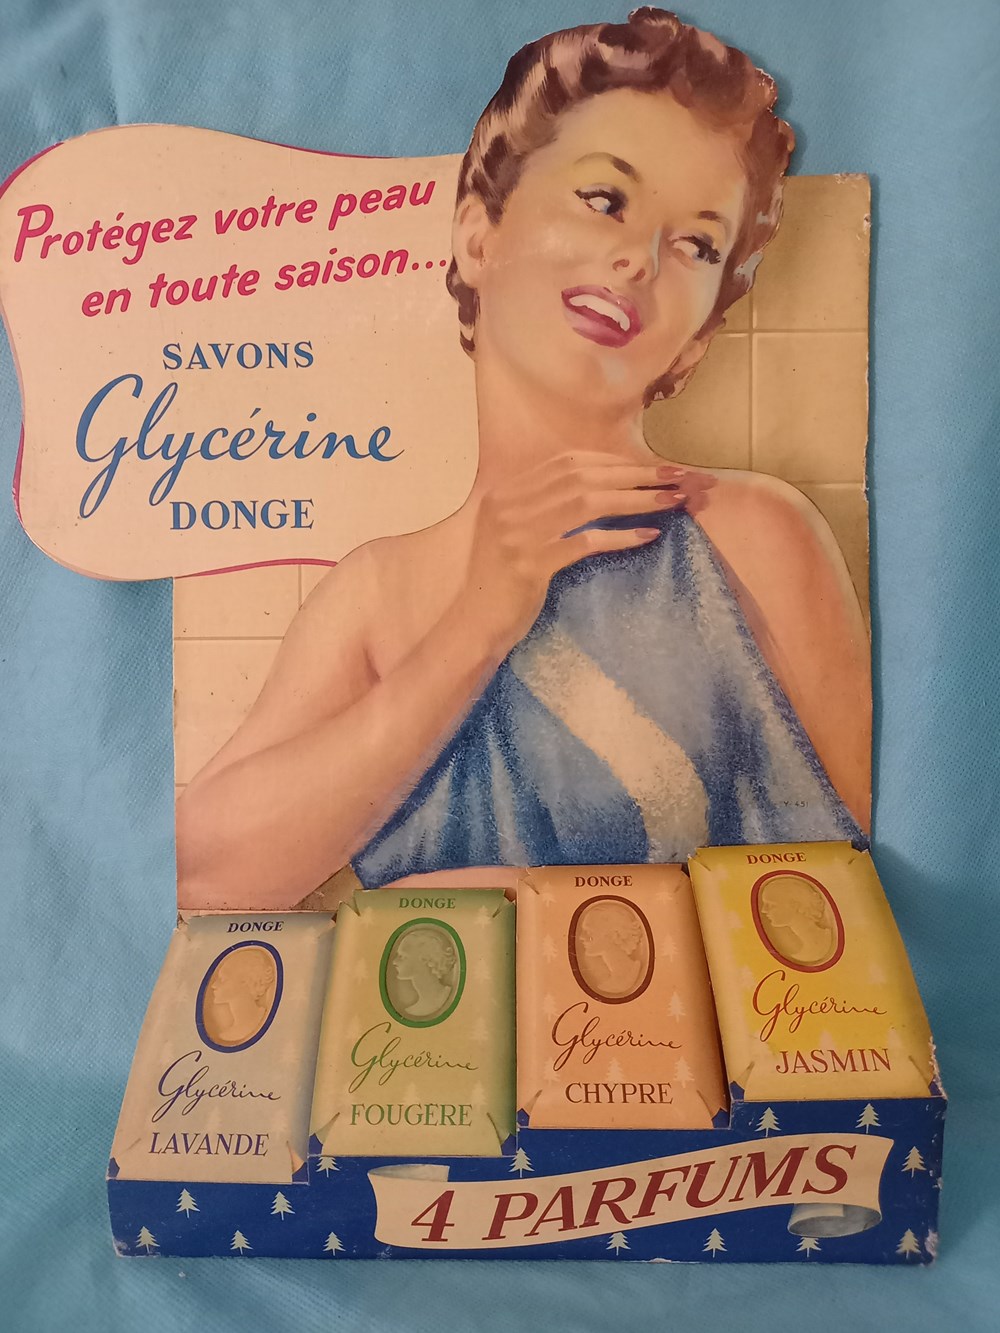 Protégez votre peau
en toute saison...
SAVONS
Glycérine
DONGE
DONGE
Glycérine
LAVANDE
DONGE
Glycérine
FOUGÈRE
DONGE
Glycérine
CHYPRE
DONGE
Glycérine
JASMIN
4 PARFUMS